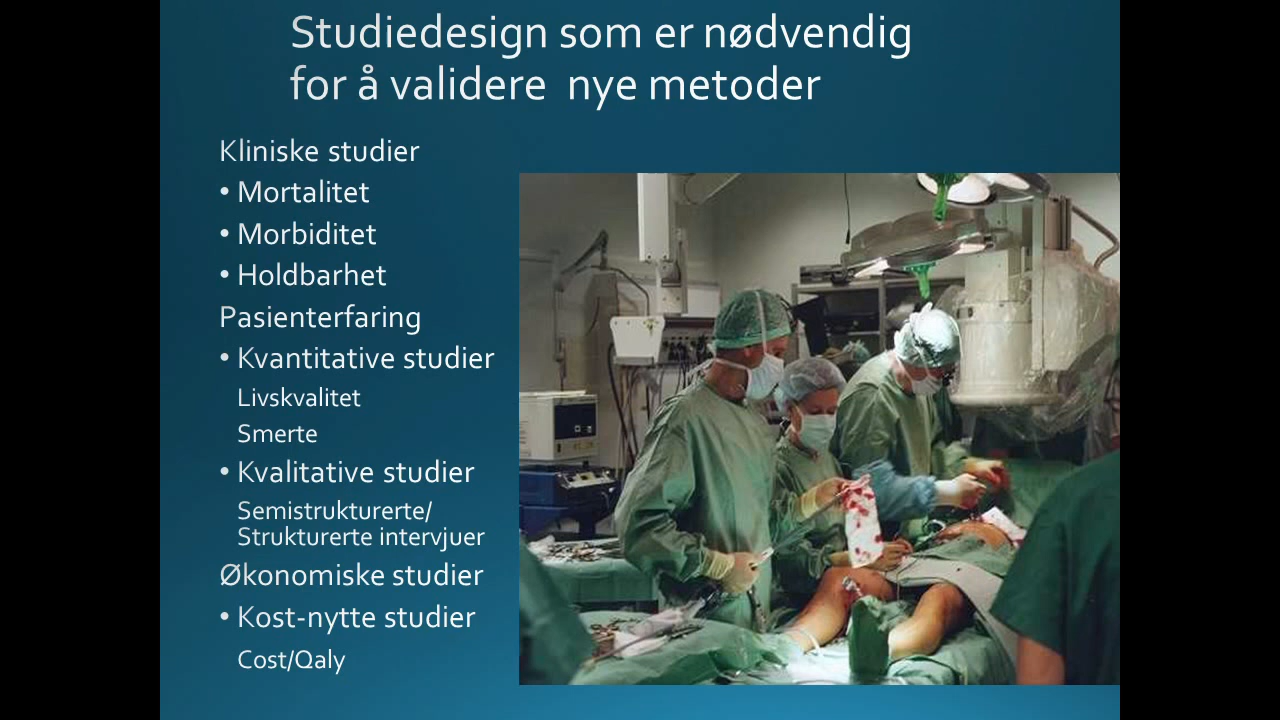 Studiedesign som er nødvendig
for å validere  nye metoder
Kliniske studier
• Mortalitet
• Morbiditet
• Holdbarhet
Pasienterfaring
• Kvantitative studier
Livskvalitet
Smerte
• Kvalitative studier
Semistrukturerte/
Strukturerte intervjuer
Økonomiske studier
• Kost-nytte studier
Cost/Qaly